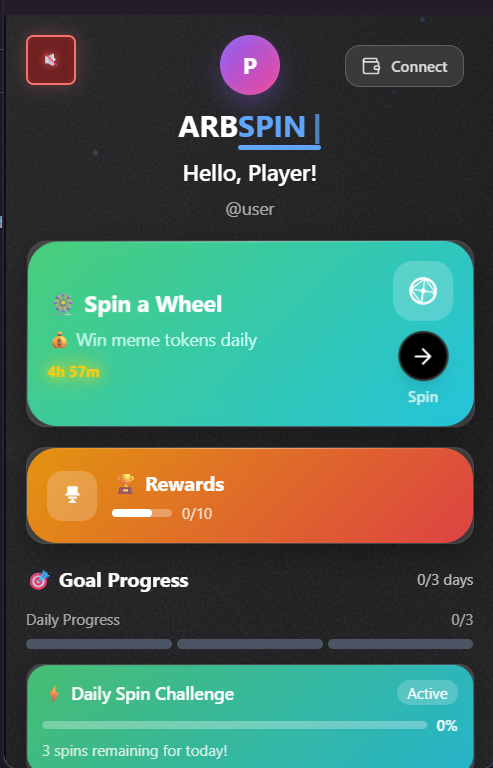 P
Connect
ARBSPIN |
Hello, Player!
@user
Spin a Wheel
Win meme tokens daily
4h 57m
Spin
Rewards
0/10
Goal Progress
0/3 days
Daily Progress
0/3
Daily Spin Challenge
Active
0%
3 spins remaining for today!